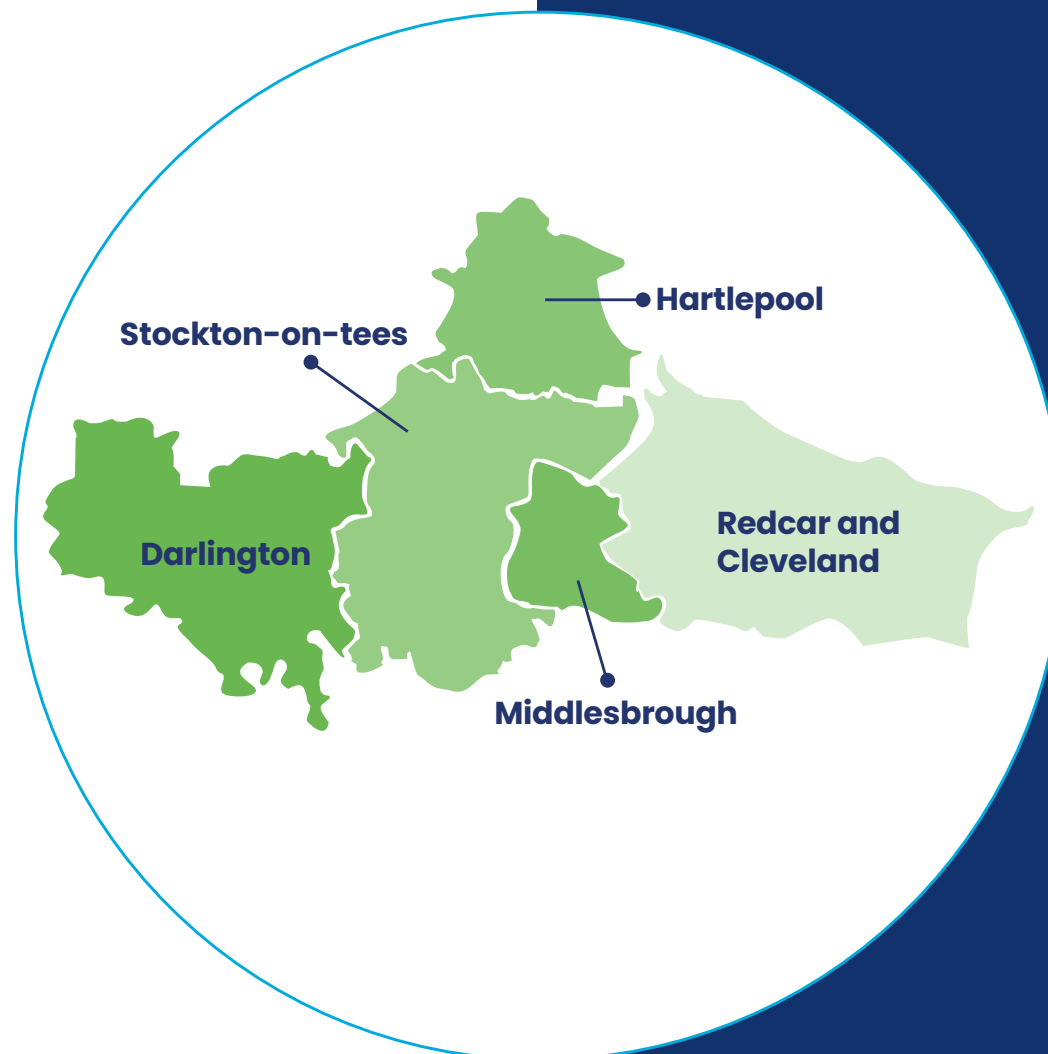 Hartlepool
Stockton-on-tees
Darlington
Redcar and
Cleveland
Middlesbrough